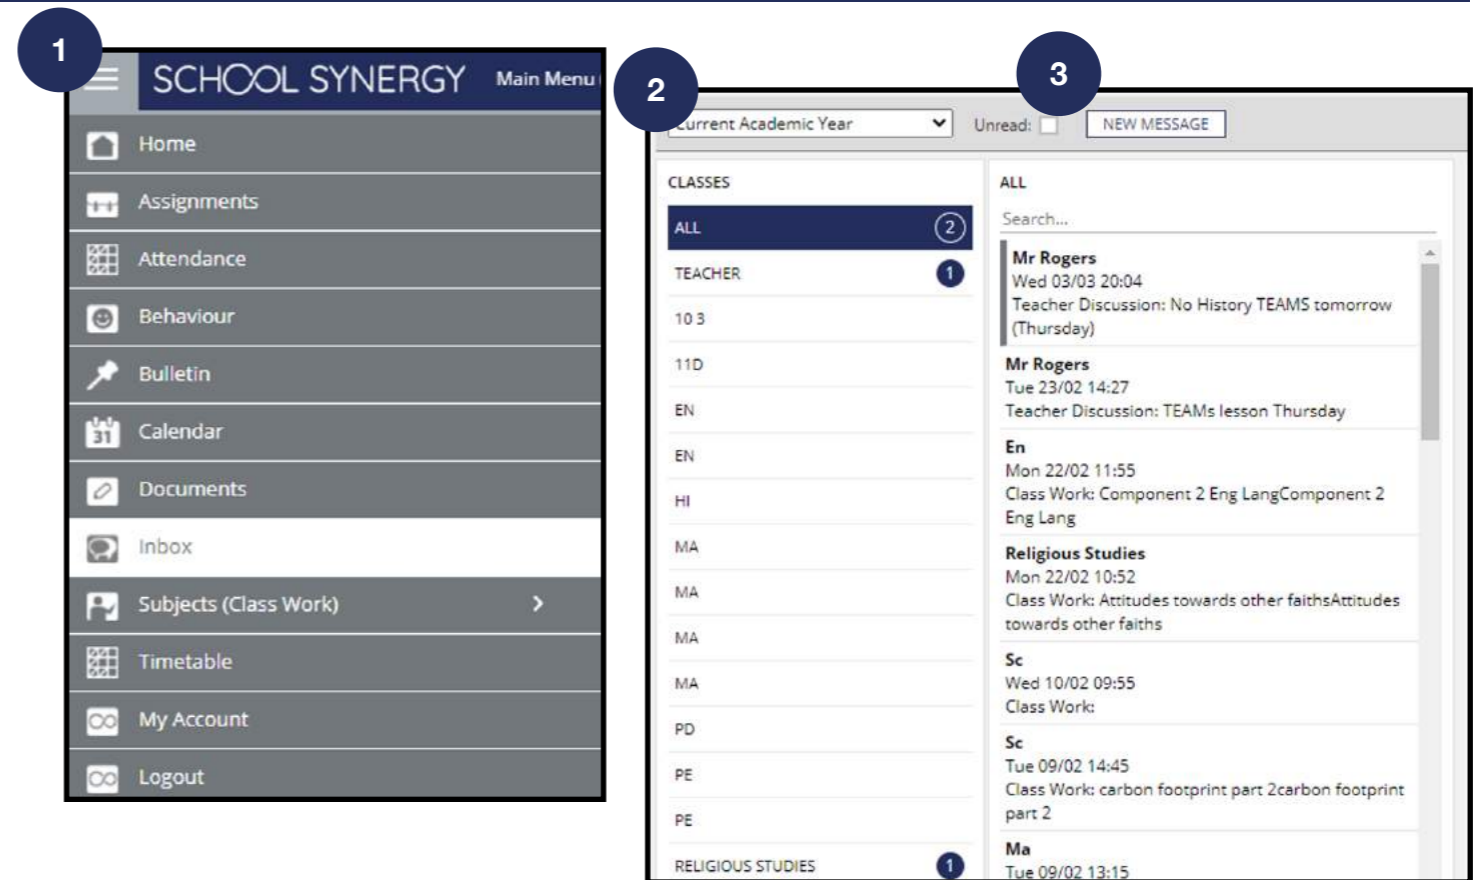 1
SCHOOL SYNERGY Main Menu
Home
Assignments
Attendance
Behaviour
Bulletin
31 Calendar
Documents
Inbox
Subjects (Class Work)
Timetable
My Account
Logout
2
3
Current Academic Year Unread: NEW MESSAGE
CLASSES
ALL 2
TEACHER 1
10 3
11D
EN
EN
HI
MA
MA
MA
MA
PD
PE
PE
RELIGIOUS STUDIES 1
ALL
Search...
Mr Rogers
Wed 03/03 20:04
Teacher Discussion: No History TEAMS tomorrow
(Thursday)
Mr Rogers
Tue 23/02 14:27
Teacher Discussion: TEAMs lesson Thursday
En
Mon 22/02 11:55
Class Work: Component 2 Eng LangComponent 2
Eng Lang
Religious Studies
Mon 22/02 10:52
Class Work: Attitudes towards other faithsAttitudes
towards other faiths
Sc
Wed 10/02 09:55
Class Work:
Sc
Tue 09/02 14:45
Class Work: carbon footprint part 2carbon footprint
part 2
Ma
Tue 09/02 13:15